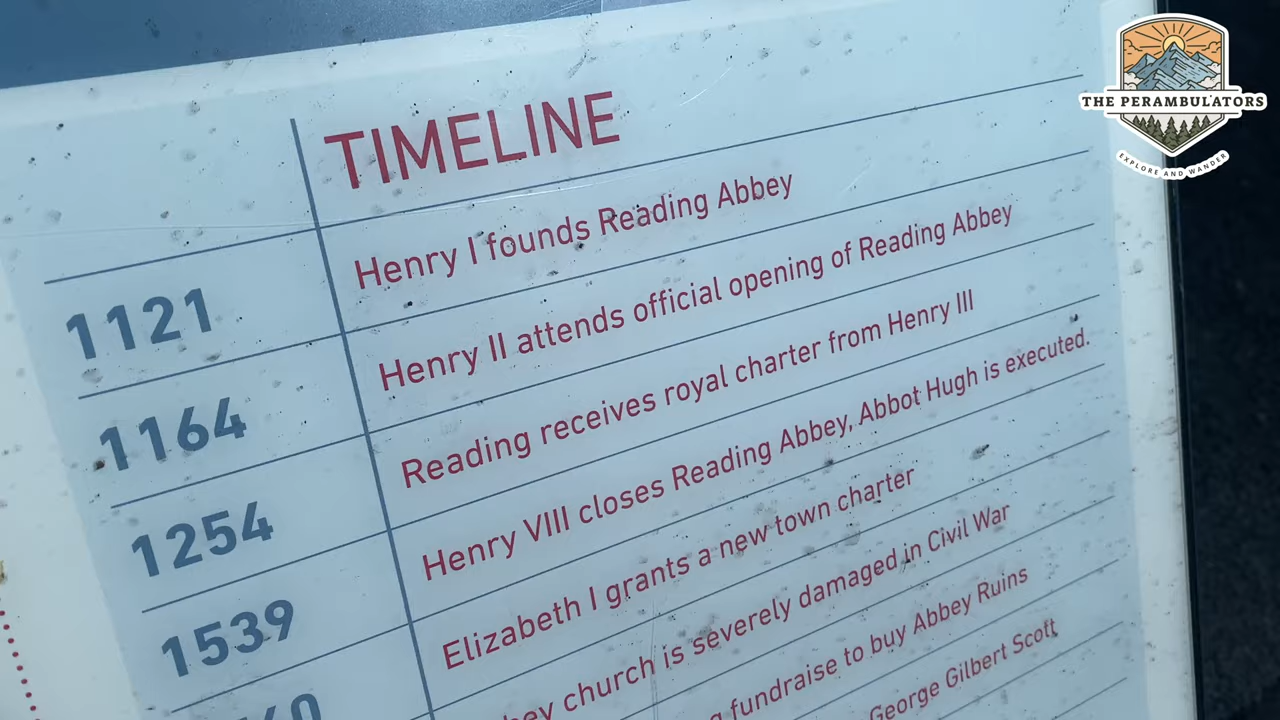 TIMELINE
1121 Henry I founds Reading Abbey
1164 Henry II attends official opening of Reading Abbey
1254 Reading receives royal charter from Henry III
1539 Henry VIII closes Reading Abbey, Abbot Hugh is executed.
Elizabeth I grants a new town charter
church is severely damaged in Civil War
fundraise to buy Abbey Ruins
George Gilbert Scott
THE PERAMBULATORS
EXPLORE AND WANDER